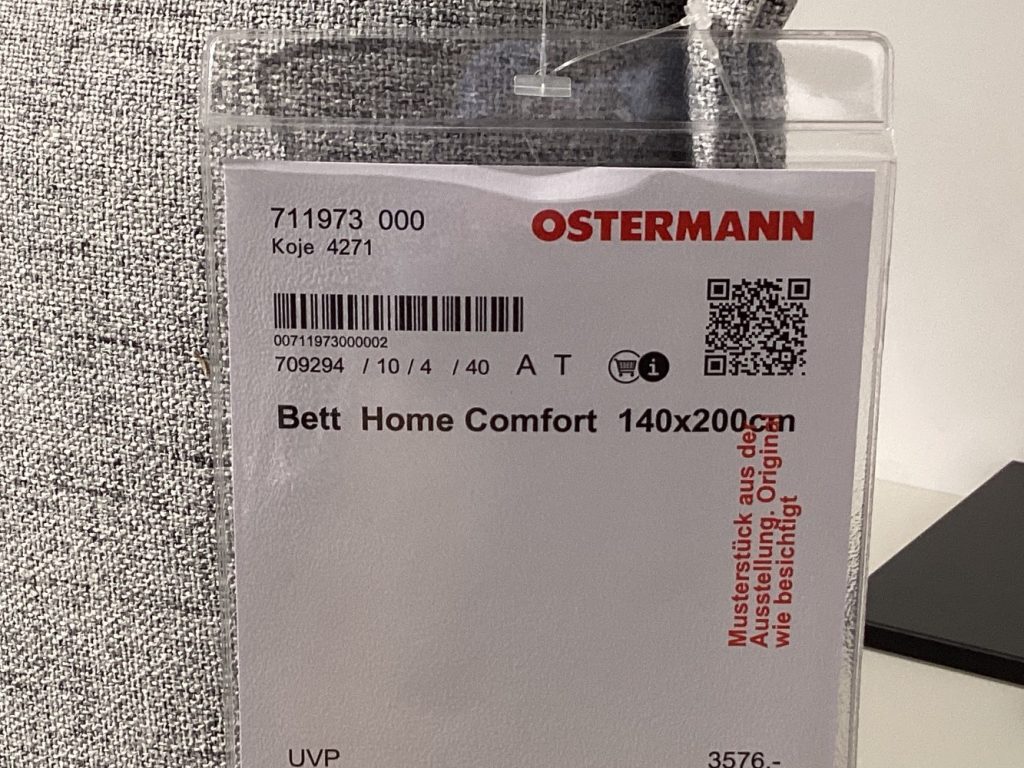 711973 000
Koje 4271
OSTERMANN
00711973000002
709294 / 10 / 4 / 40 A T
Bett Home Comfort 140x200cm
Musterstück aus der
Ausstellung. Original
wie besichtigt
UVP 3576,-